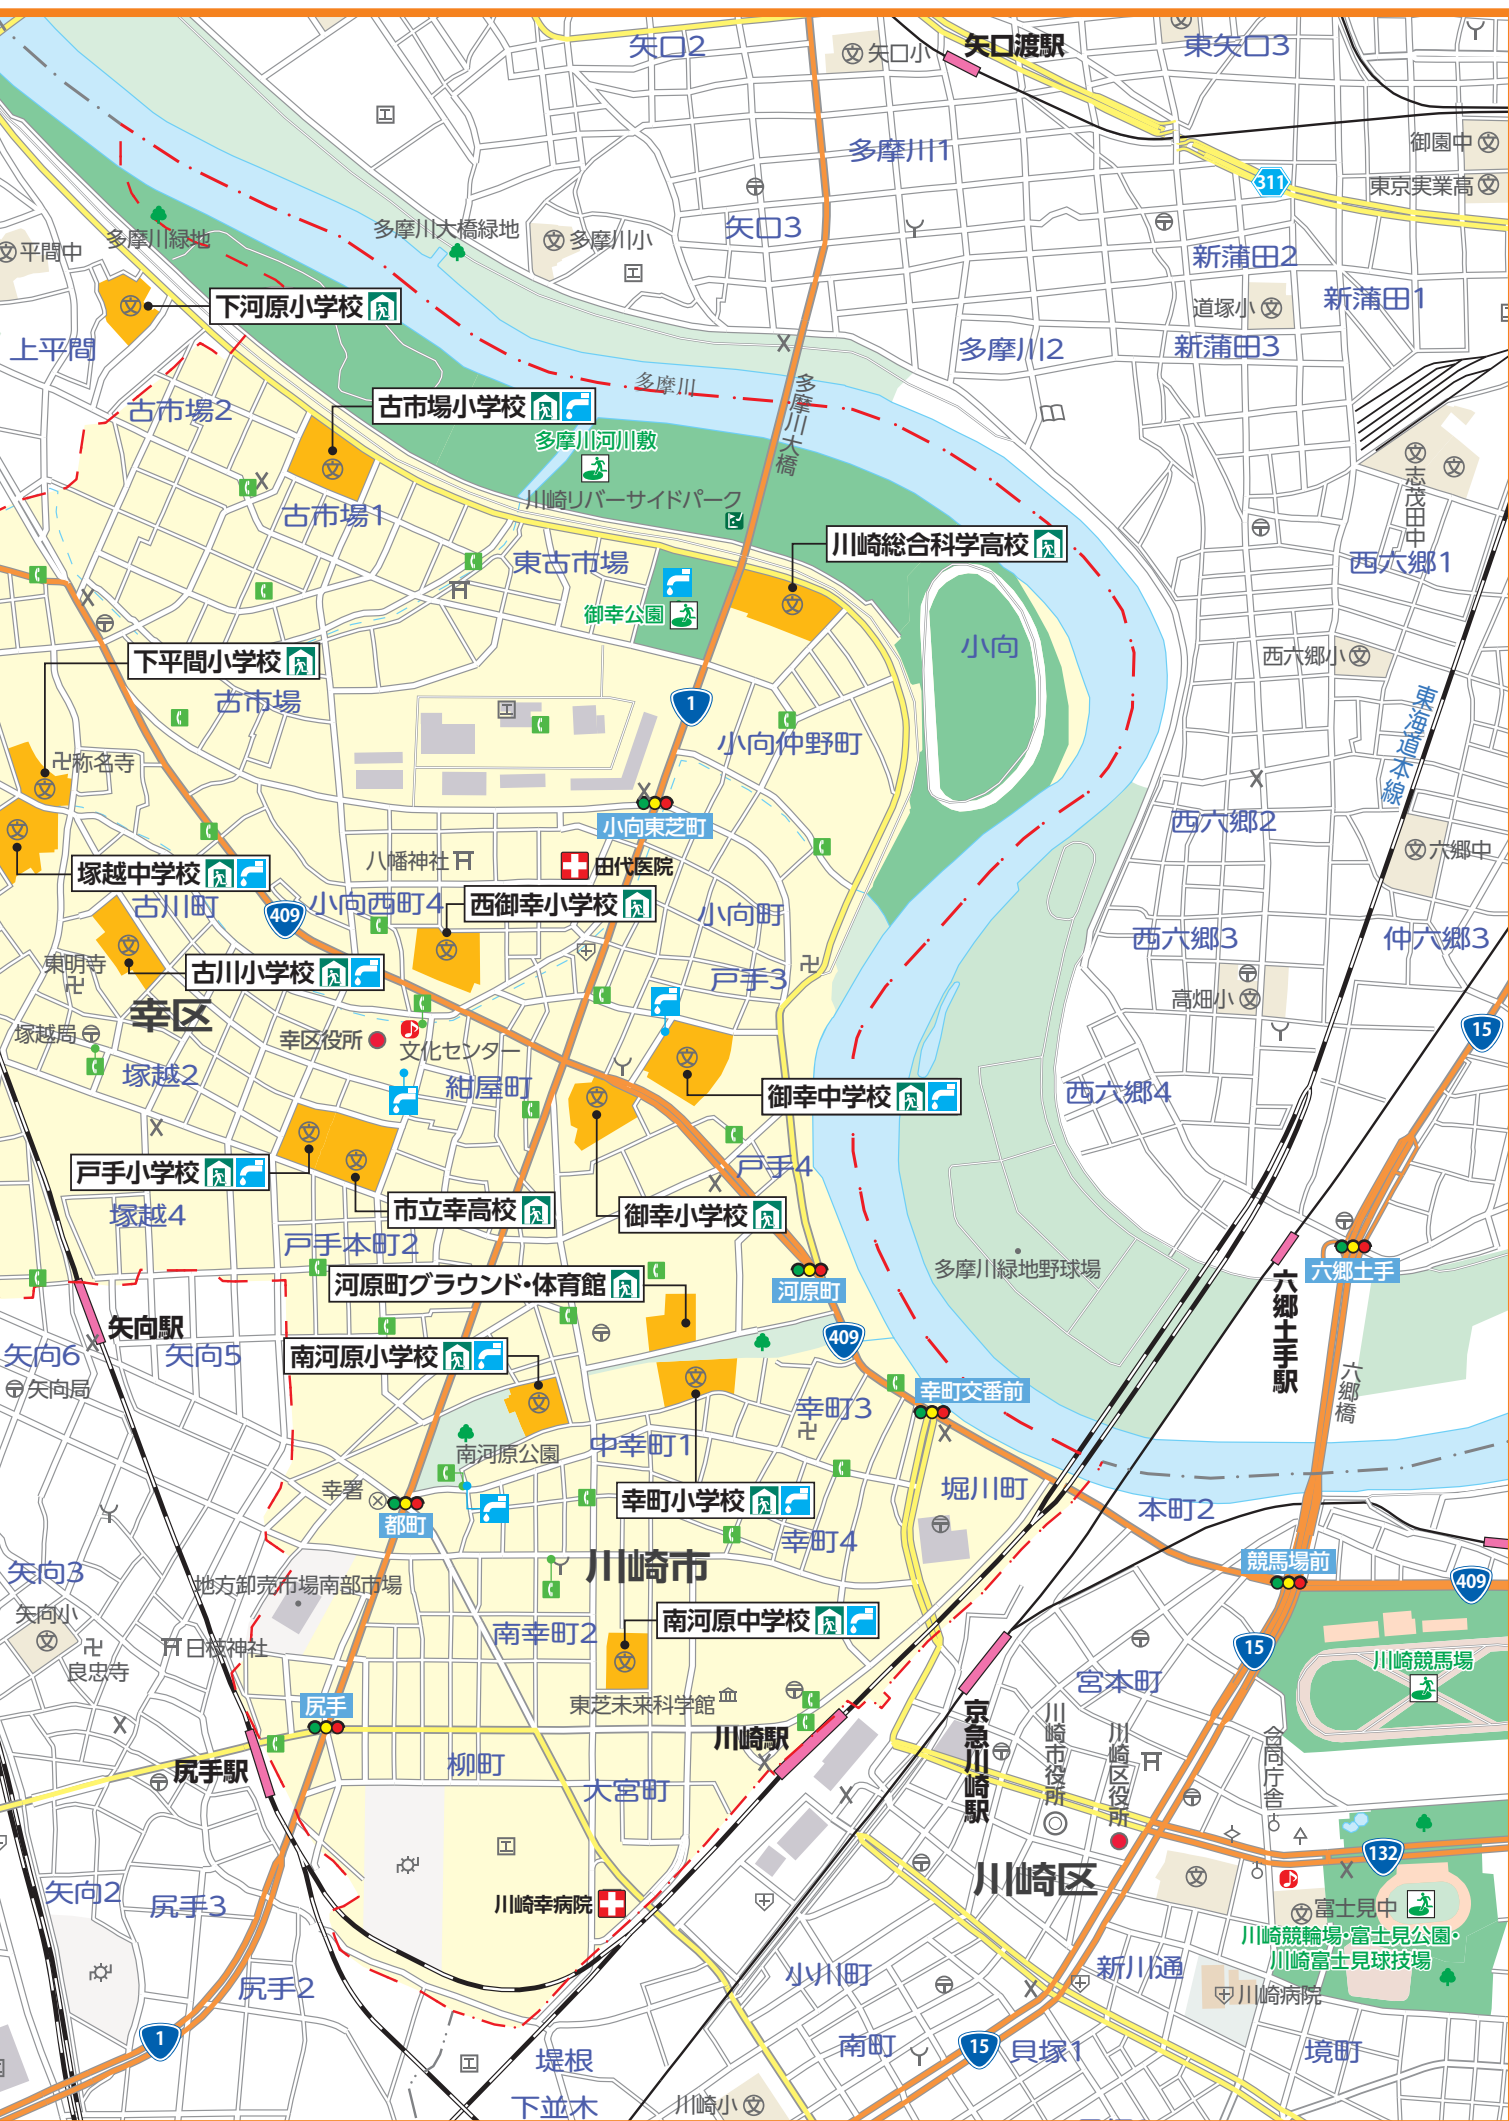 矢口2
矢口小
矢口渡駅
東矢口3
御園中
多摩川1
311
東京実業高
矢口3
多摩川大橋緑地
多摩川小
多摩川緑地
平間中
新蒲田2
下河原小学校
道塚小
新蒲田1
上平間
多摩川2
新蒲田3
多摩川
多摩川大橋
古市場2
古市場小学校
多摩川河川敷
志茂田中
川崎リバーサイドパーク
古市場1
川崎総合科学高校
東古市場
西六郷1
御幸公園
小向
西六郷小
下平間小学校
古市場
1
東海道本線
小向仲野町
称名寺
小向東芝町
西六郷2
六郷中
八幡神社
田代医院
塚越中学校
古川町
409
小向西町4
西御幸小学校
小向町
西六郷3
仲六郷3
東明寺
古川小学校
戸手3
高畑小
幸区
塚越局
幸区役所
文化センター
15
塚越2
紺屋町
御幸中学校
西六郷4
戸手小学校
戸手4
塚越4
市立幸高校
御幸小学校
戸手本町2
多摩川緑地野球場
六郷土手
河原町グラウンド・体育館
河原町
六郷土手駅
矢向駅
409
矢向6
矢向5
南河原小学校
矢向局
幸町交番前
六郷橋
幸町3
南河原公園
中幸町1
幸署
都町
幸町小学校
堀川町
本町2
幸町4
川崎市
競馬場前
409
矢向3
地方卸売市場南部市場
矢向小
南幸町2
南河原中学校
良忠寺
日枝神社
15
川崎競馬場
宮本町
尻手
東芝未来科学館
川崎駅
京急川崎駅
川崎市役所
川崎区役所
合同庁舎
尻手駅
柳町
大宮町
132
川崎区
矢向2
尻手3
川崎幸病院
富士見中
川崎競輪場・富士見公園・
川崎富士見球技場
尻手2
小川町
新川通
川崎病院
1
堤根
南町
15
貝塚1
境町
下並木
川崎小